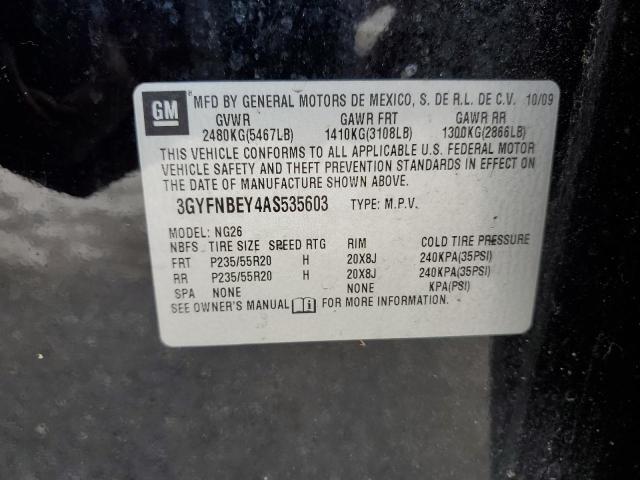 GM
MFD BY GENERAL MOTORS DE MEXICO, S. DE R.L. DE C.V. 10/09
GVWR GAWR FRT GAWR RR
2480KG(5467LB) 1410KG(3108LB) 1300KG(2866LB)
THIS VEHICLE CONFORMS TO ALL APPLICABLE U.S. FEDERAL MOTOR
VEHICLE SAFETY AND THEFT PREVENTION STANDARDS IN EFFECT ON THE
DATE OF MANUFACTURE SHOWN ABOVE.
3GYFNBEY4AS535603 TYPE: M.P.V.
MODEL: NG26
NBFS TIRE SIZE SPEED RTG RIM COLD TIRE PRESSURE
FRT P235/55R20 H 20X8J 240KPA(35PSI)
RR P235/55R20 H 20X8J 240KPA(35PSI)
SPA NONE NONE KPA(PSI)
SEE OWNER'S MANUAL i FOR MORE INFORMATION.